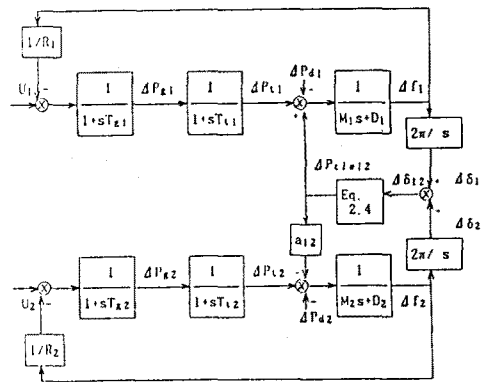 1/R₁
U₁ -
1
1+sTg1
ΔPg1
1
1+sTt1
ΔPt1
ΔPd1
-
+
1
M₁s+D₁
Δf₁
2π/ s
ΔPtie12
Eq.
2.4
Δδ12
+
Δδ₁
-
Δδ₂
a12
2π/ s
U₂
-
1
1+sTg2
ΔPg2
1
1+sTt2
ΔPt2
-
-
ΔPd2
1
M₂s+D₂
Δf₂
1/R₂